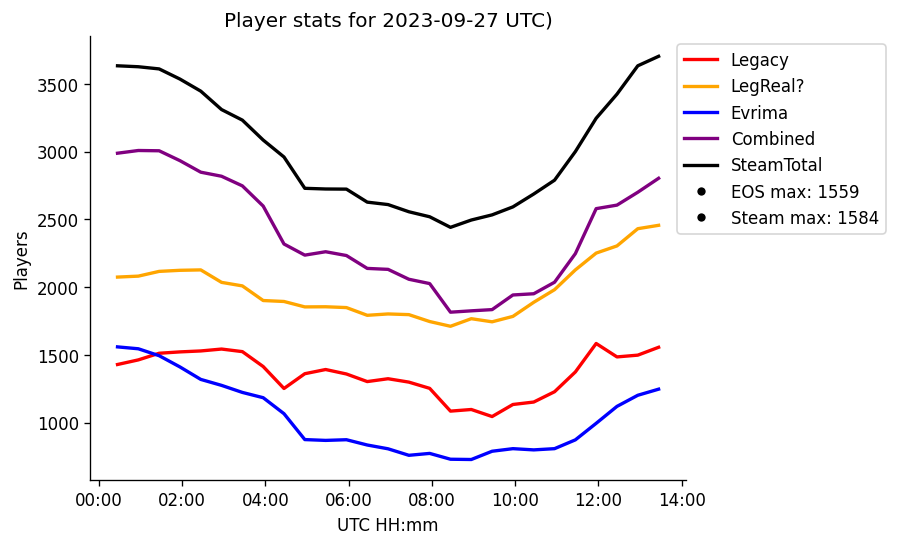 Player stats for 2023-09-27 UTC)
Players
3500
3000
2500
2000
1500
1000
00:00 02:00 04:00 06:00 08:00 10:00 12:00 14:00
UTC HH:mm
Legacy
LegReal?
Evrima
Combined
SteamTotal
EOS max: 1559
Steam max: 1584